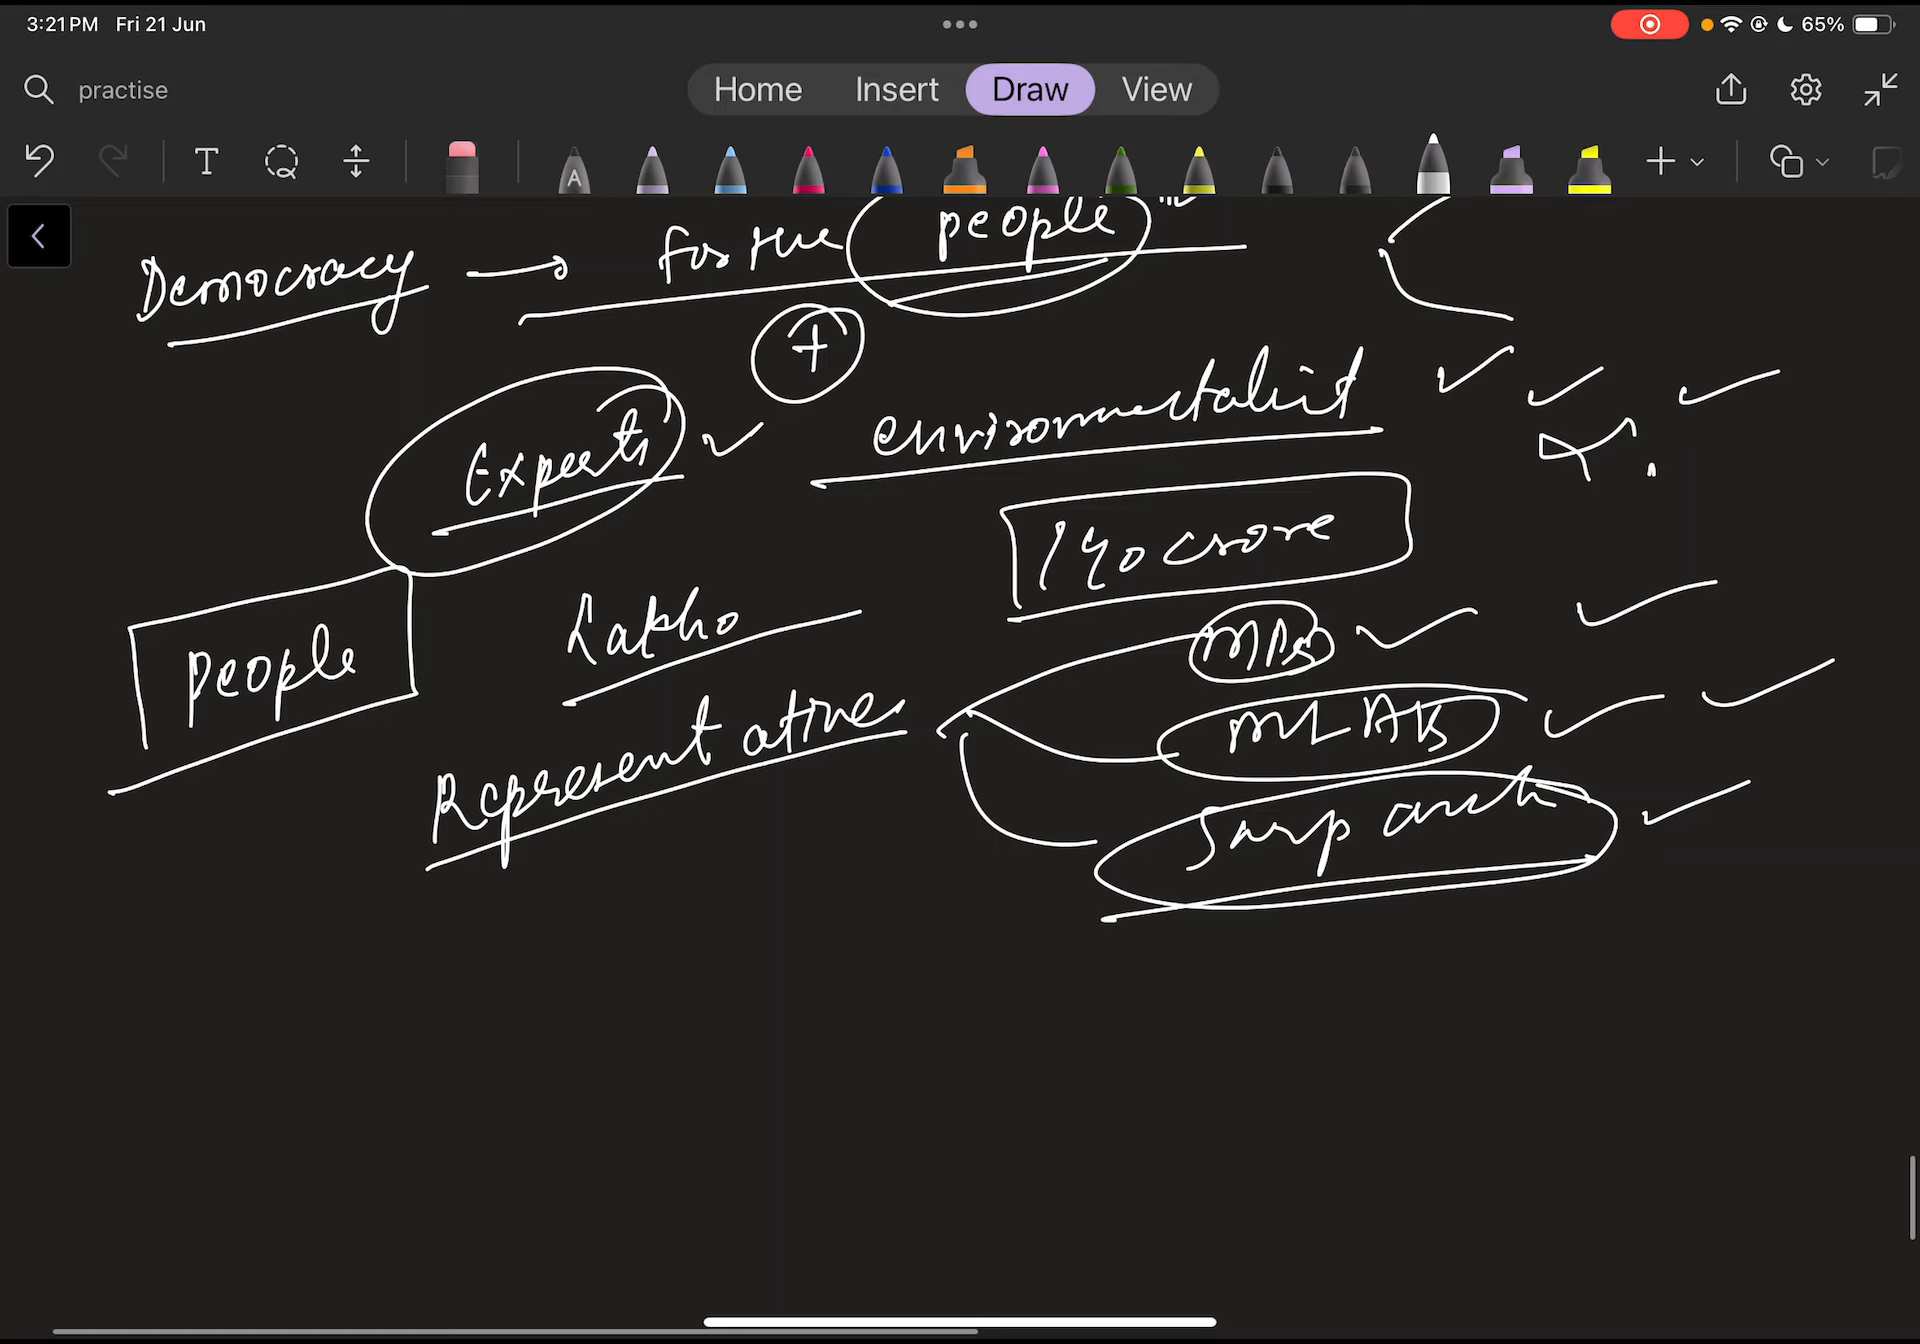 3:21 PM Fri 21 Jun
65%
practise
Home Insert Draw View
T
A
Democracy → for the people
+
Experts environmentalist
140 crore
People Lakho
MPs
Representatives
MLAs
Sarpanch